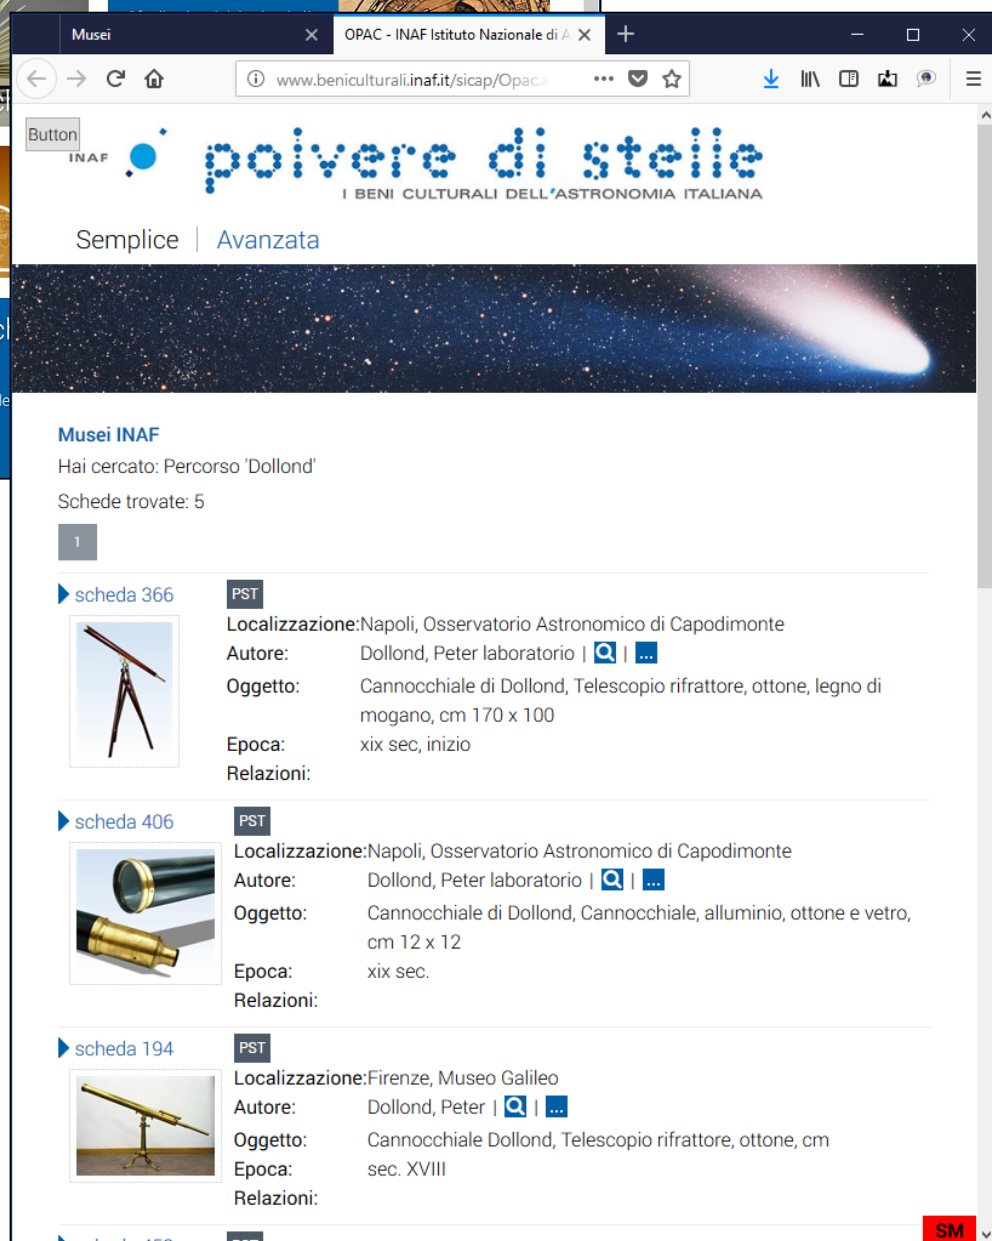 Musei
OPAC - INAF Istituto Nazionale di A
www.beniculturali.inaf.it/sicap/Opac.a
Button
INAF
polvere di stelle
I BENI CULTURALI DELL'ASTRONOMIA ITALIANA
Semplice | Avanzata
Musei INAF
Hai cercato: Percorso 'Dollond'
Schede trovate: 5
1
scheda 366
PST
Localizzazione:Napoli, Osservatorio Astronomico di Capodimonte
Autore: Dollond, Peter laboratorio | | ...
Oggetto: Cannocchiale di Dollond, Telescopio rifrattore, ottone, legno di
mogano, cm 170 x 100
Epoca: xix sec, inizio
Relazioni:
scheda 406
PST
Localizzazione:Napoli, Osservatorio Astronomico di Capodimonte
Autore: Dollond, Peter laboratorio | | ...
Oggetto: Cannocchiale di Dollond, Cannocchiale, alluminio, ottone e vetro,
cm 12 x 12
Epoca: xix sec.
Relazioni:
scheda 194
PST
Localizzazione:Firenze, Museo Galileo
Autore: Dollond, Peter | | ...
Oggetto: Cannocchiale Dollond, Telescopio rifrattore, ottone, cm
Epoca: sec. XVIII
Relazioni:
SM